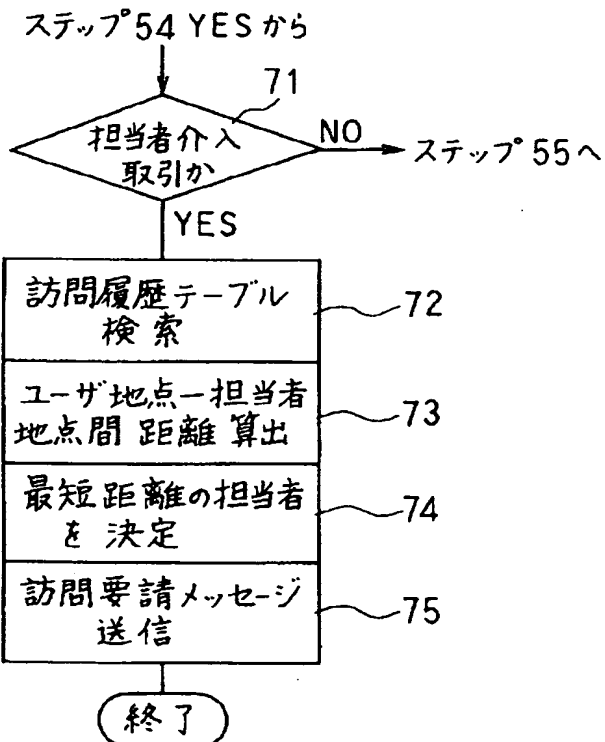 ステップ54 YESから
71
担当者介入
取引か
NO
ステップ55へ
YES
訪問履歴テーブル
検索
72
ユーザ地点ー担当者
地点間距離算出
73
最短距離の担当者
を決定
74
訪問要請メッセージ
送信
75
終了